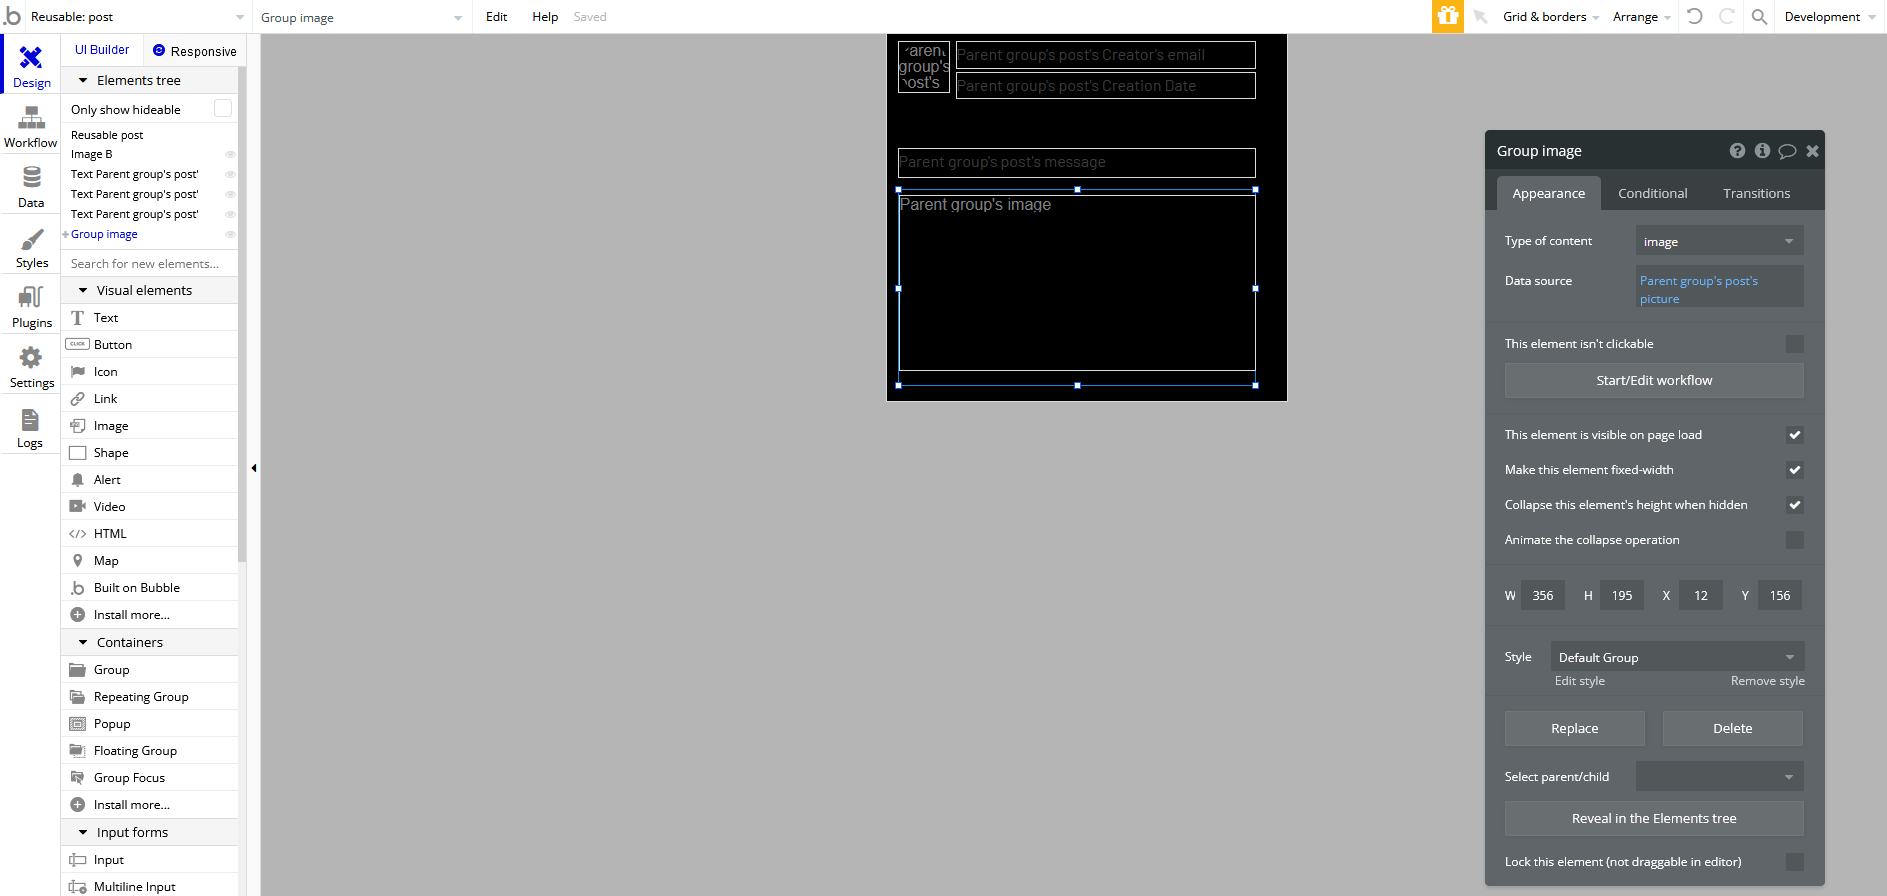 b Reusable: post
Group image
Edit
Help
Saved
Grid & borders
Arrange
Development
Design
Workflow
Data
Styles
Plugins
Settings
Logs
UI Builder
Responsive
Elements tree
Only show hideable
Reusable post
Image B
Text Parent group's post'
Text Parent group's post'
Text Parent group's post'
+ Group image
Search for new elements...
Visual elements
T Text
CLICK Button
Icon
Link
Image
Shape
Alert
Video
</> HTML
Map
b Built on Bubble
Install more...
Containers
Group
Repeating Group
Popup
Floating Group
Group Focus
Install more...
Input forms
Input
Multiline Input
group's
post's
Parent group's post's Creator's email
Parent group's post's Creation Date
Parent group's post's message
Parent group's image
Group image
Appearance
Conditional
Transitions
Type of content
image
Data source
Parent group's post's
picture
This element isn't clickable
Start/Edit workflow
This element is visible on page load
Make this element fixed-width
Collapse this element's height when hidden
Animate the collapse operation
W 356 H 195 X 12 Y 156
Style
Default Group
Edit style
Remove style
Replace
Delete
Select parent/child
Reveal in the Elements tree
Lock this element (not draggable in editor)